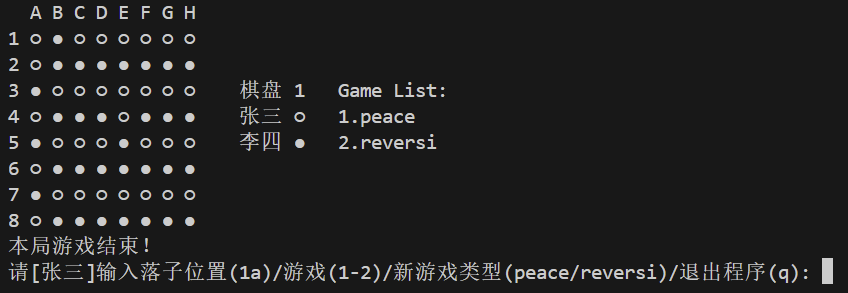 A B C D E F G H
1 ○ ● ○ ○ ○ ○ ○ ○
2 ○ ● ● ● ● ● ● ●
3 ● ○ ○ ○ ○ ○ ○ ○    棋盘 1   Game List:
4 ○ ● ● ● ○ ● ● ●    张三 ○   1.peace
5 ● ○ ○ ○ ● ○ ○ ○    李四 ●   2.reversi
6 ○ ● ● ● ● ● ● ●
7 ● ○ ○ ○ ○ ○ ○ ○
8 ○ ● ● ● ● ● ● ●
本局游戏结束!
请[张三]输入落子位置(1a)/游戏(1-2)/新游戏类型(peace/reversi)/退出程序(q):